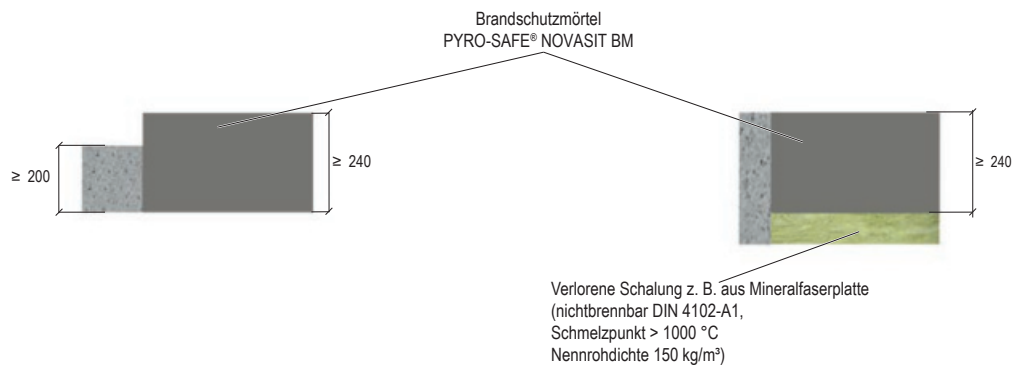 Brandschutzmörtel
PYRO-SAFE® NOVASIT BM
≥ 200
≥ 240
≥ 240
Verlorene Schalung z. B. aus Mineralfaserplatte
(nichtbrennbar DIN 4102-A1,
Schmelzpunkt > 1000 °C
Nennrohdichte 150 kg/m³)